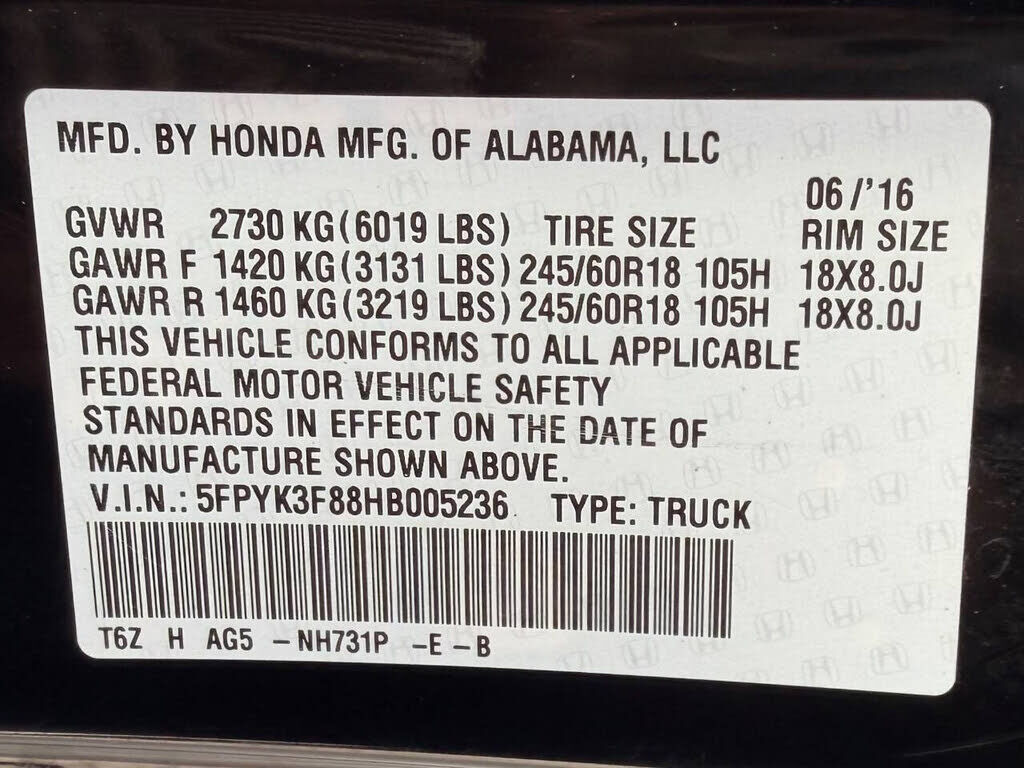 MFD. BY HONDA MFG. OF ALABAMA, LLC
06/'16
GVWR 2730 KG(6019 LBS) TIRE SIZE RIM SIZE
GAWR F 1420 KG(3131 LBS) 245/60R18 105H 18X8.0J
GAWR R 1460 KG(3219 LBS) 245/60R18 105H 18X8.0J
THIS VEHICLE CONFORMS TO ALL APPLICABLE
FEDERAL MOTOR VEHICLE SAFETY
STANDARDS IN EFFECT ON THE DATE OF
MANUFACTURE SHOWN ABOVE.
V.I.N.: 5FPYK3F88HB005236 TYPE: TRUCK
T6Z H AG5 -NH731P -E -B